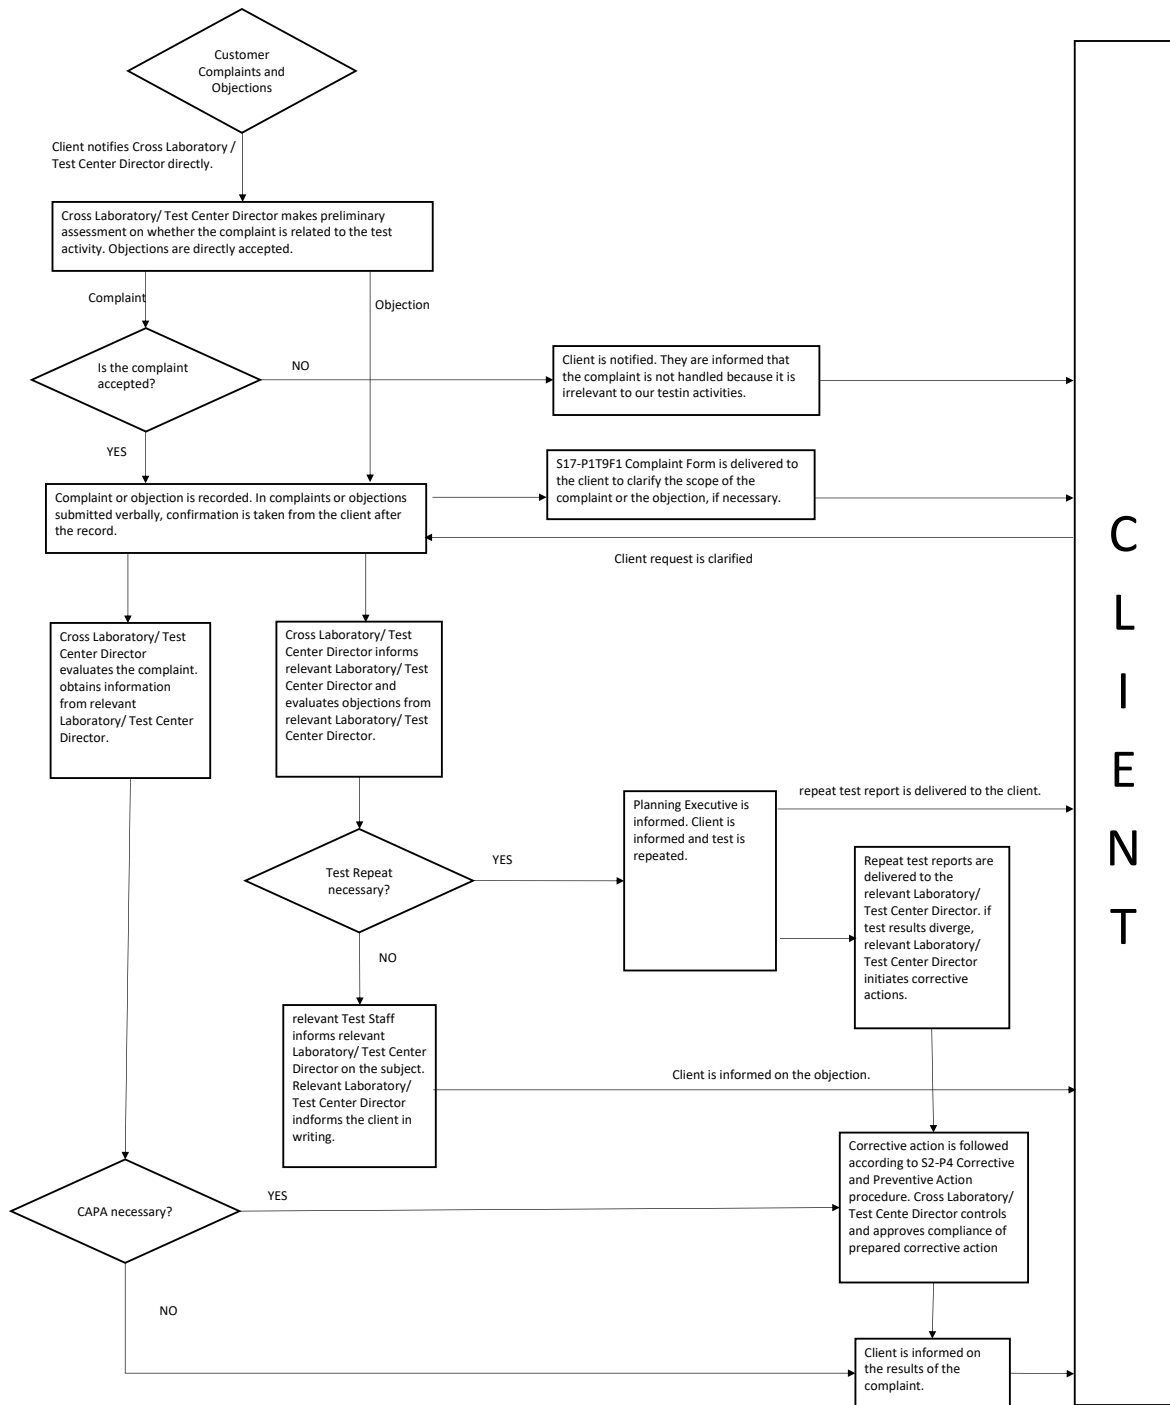 Customer
Complaints and
Objections
Client notifies Cross Laboratory /
Test Center Director directly.
Cross Laboratory/ Test Center Director makes preliminary
assessment on whether the complaint is related to the test
activity. Objections are directly accepted.
Complaint
Objection
Is the complaint
accepted?
NO
Client is notified. They are informed that
the complaint is not handled because it is
irrelevant to our testin activities.
YES
S17-P1T9F1 Complaint Form is delivered to
the client to clarify the scope of the
complaint or the objection, if necessary.
Complaint or objection is recorded. In complaints or objections
submitted verbally, confirmation is taken from the client after
the record.
Client request is clarified
Cross Laboratory/ Test
Center Director
evaluates the complaint.
obtains information
from relevant
Laboratory/ Test Center
Director.
Cross Laboratory/ Test
Center Director informs
relevant Laboratory/ Test
Center Director and
evaluates objections from
relevant Laboratory/ Test
Center Director.
Test Repeat
necessary?
YES
Planning Executive is
informed. Client is
informed and test is
repeated.
repeat test report is delivered to the client.
Repeat test reports are
delivered to the
relevant Laboratory/
Test Center Director. if
test results diverge,
relevant Laboratory/
Test Center Director
initiates corrective
actions.
NO
relevant Test Staff
informs relevant
Laboratory/ Test Center
Director on the subject.
Relevant Laboratory/
Test Center Director
indforms the client in
writing.
Client is informed on the objection.
CAPA necessary?
YES
Corrective action is followed
according to S2-P4 Corrective
and Preventive Action
procedure. Cross Laboratory/
Test Cente Director controls
and approves compliance of
prepared corrective action
NO
Client is informed on
the results of the
complaint.
C
L
I
E
N
T